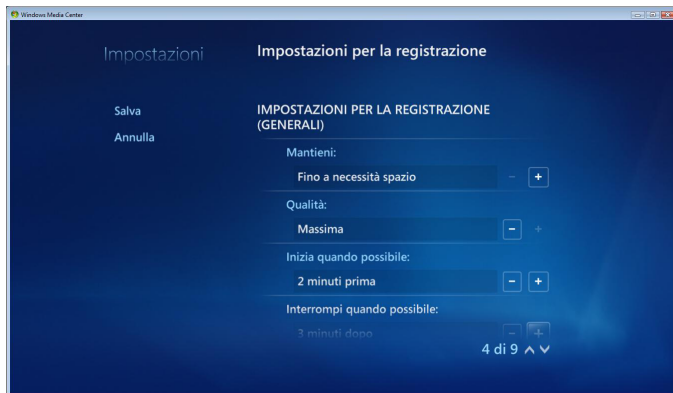 Windows Media Center
Impostazioni
Impostazioni per la registrazione
Salva
Annulla
IMPOSTAZIONI PER LA REGISTRAZIONE
(GENERALI)
Mantieni:
Fino a necessità spazio
- +
Qualità:
Massima
- +
Inizia quando possibile:
2 minuti prima
- +
Interrompi quando possibile:
3 minuti dopo
- +
4 di 9